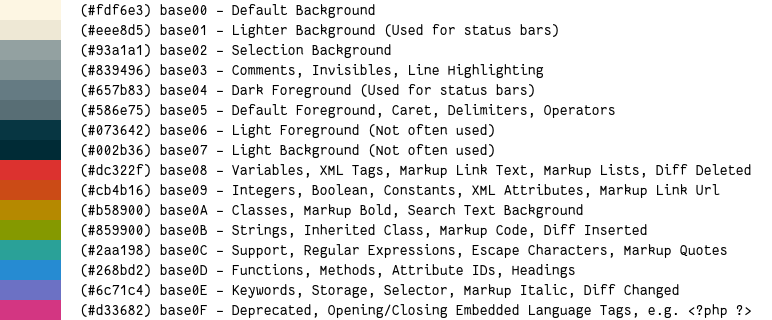 (#fdf6e3) base00 – Default Background
(#eee8d5) base01 – Lighter Background (Used for status bars)
(#93a1a1) base02 – Selection Background
(#839496) base03 – Comments, Invisibles, Line Highlighting
(#657b83) base04 – Dark Foreground (Used for status bars)
(#586e75) base05 – Default Foreground, Caret, Delimiters, Operators
(#073642) base06 – Light Foreground (Not often used)
(#002b36) base07 – Light Background (Not often used)
(#dc322f) base08 – Variables, XML Tags, Markup Link Text, Markup Lists, Diff Deleted
(#cb4b16) base09 – Integers, Boolean, Constants, XML Attributes, Markup Link Url
(#b58900) base0A – Classes, Markup Bold, Search Text Background
(#859900) base0B – Strings, Inherited Class, Markup Code, Diff Inserted
(#2aa198) base0C – Support, Regular Expressions, Escape Characters, Markup Quotes
(#268bd2) base0D – Functions, Methods, Attribute IDs, Headings
(#6c71c4) base0E – Keywords, Storage, Selector, Markup Italic, Diff Changed
(#d33682) base0F – Deprecated, Opening/Closing Embedded Language Tags, e.g. <?php ?>